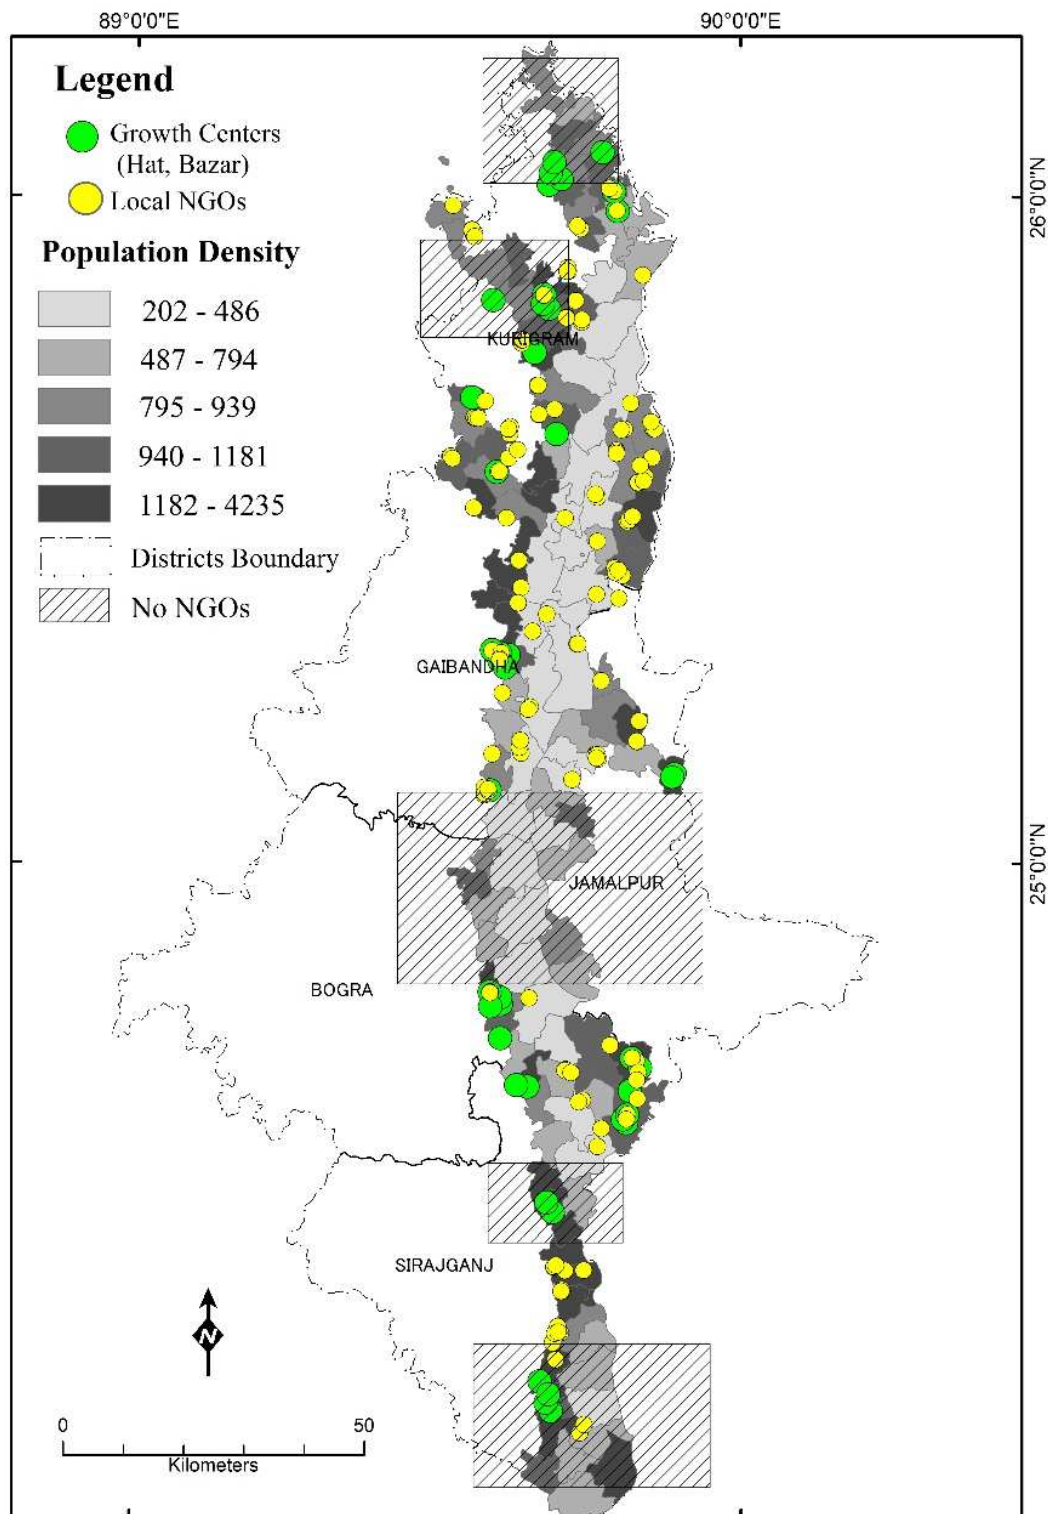 89°0'0"E
90°0'0"E
Legend
Growth Centers
(Hat, Bazar)
Local NGOs
Population Density
202 - 486
487 - 794
795 - 939
940 - 1181
1182 - 4235
Districts Boundary
No NGOs
26°0'0"N
KURIGRAM
GAIBANDHA
25°0'0"N
JAMALPUR
BOGRA
SIRAJGANJ
N
0 50
Kilometers